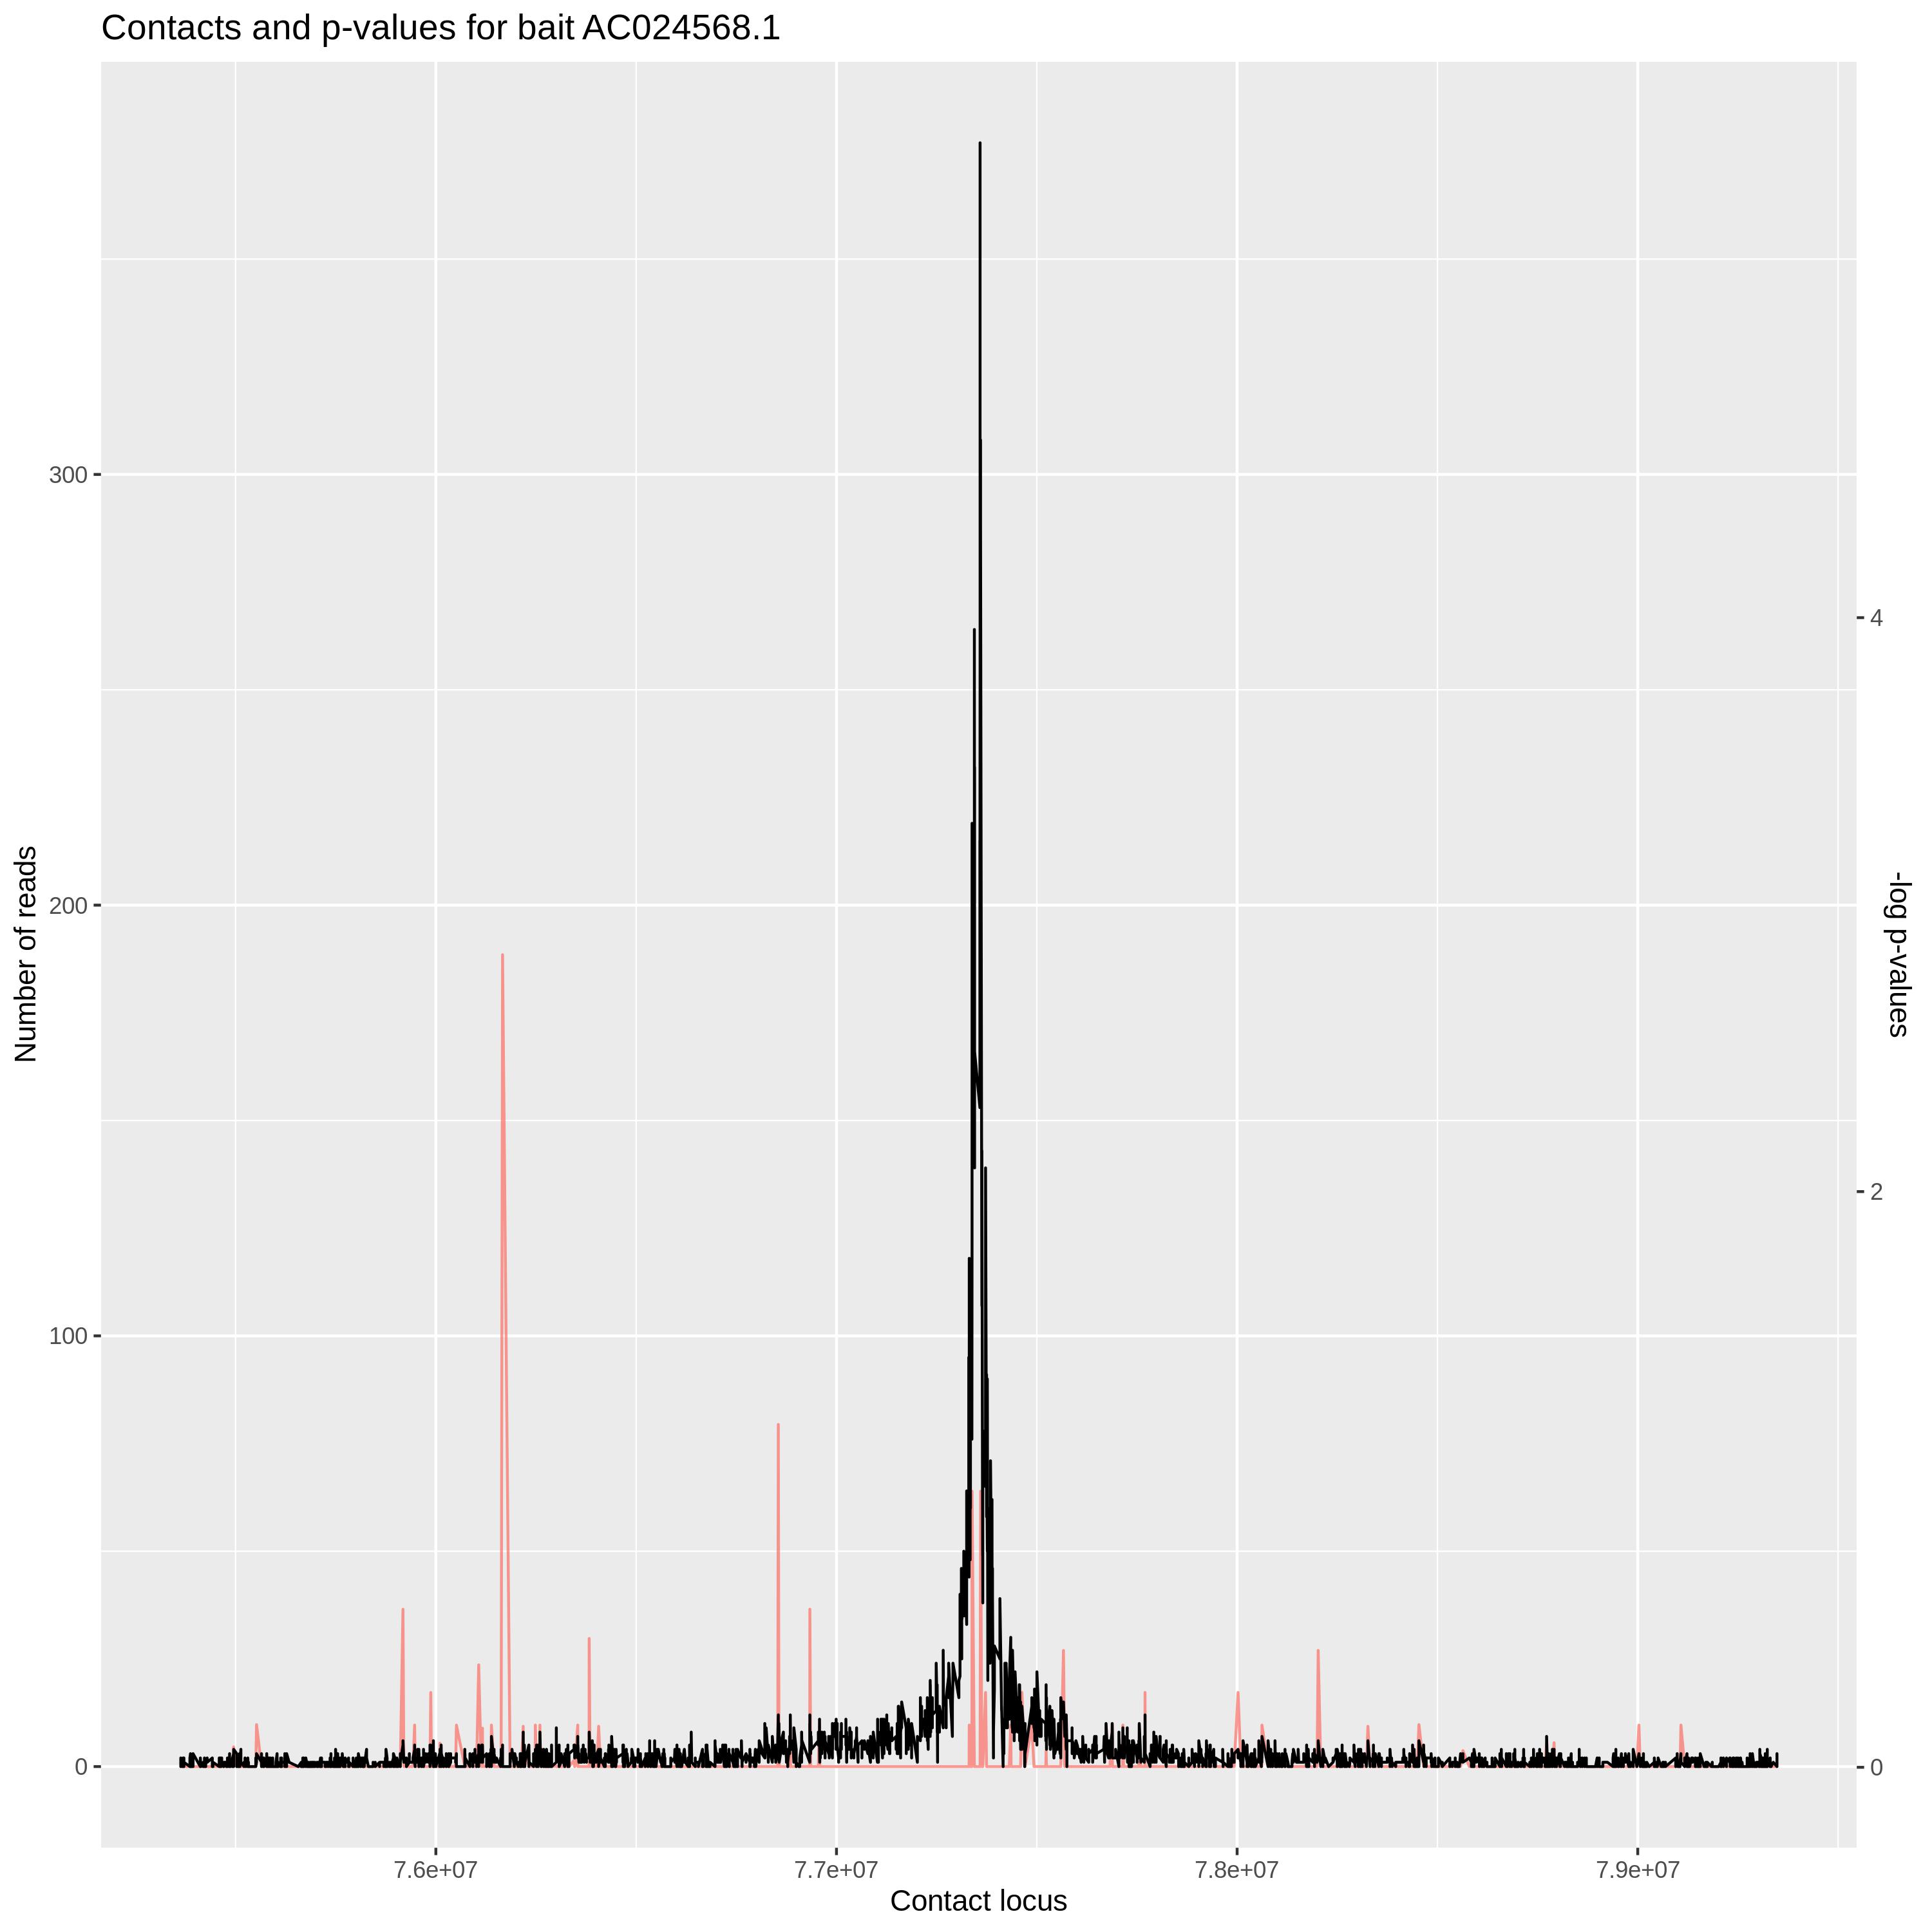 Contacts and p-values for bait AC024568.1
Number of reads
300
200
100
0
4
2
0
-log p-values
7.6e+07 7.7e+07 7.8e+07 7.9e+07
Contact locus